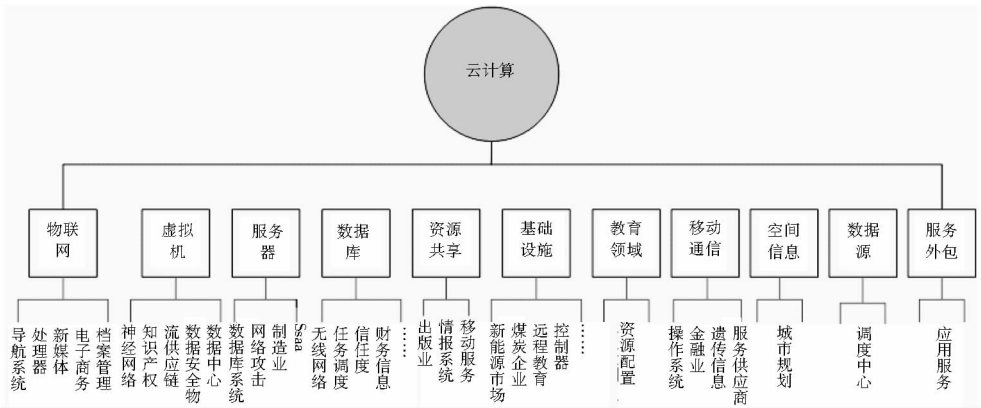 云计算
物联
网
虚拟
机
服务
器
数据
库
资源
共享
基础
设施
教育
领域
移动
通信
空间
信息
数据
源
服务
外包
导航系统
处理器
新媒体
电子商务
档案管理
神经网络
知识产权
流供应链
数据安全物
数据中心
数据库系统
网络攻击
制造业
Ssaa
无线网络
任务调度
信任度
财务信息
……
出版业
情报系统
移动服务
新能源市场
煤炭企业
远程教育
控制器
……
资源配置
操作系统
金融业
遗传信息
服务供应商
城市规划
调度中心
应用服务